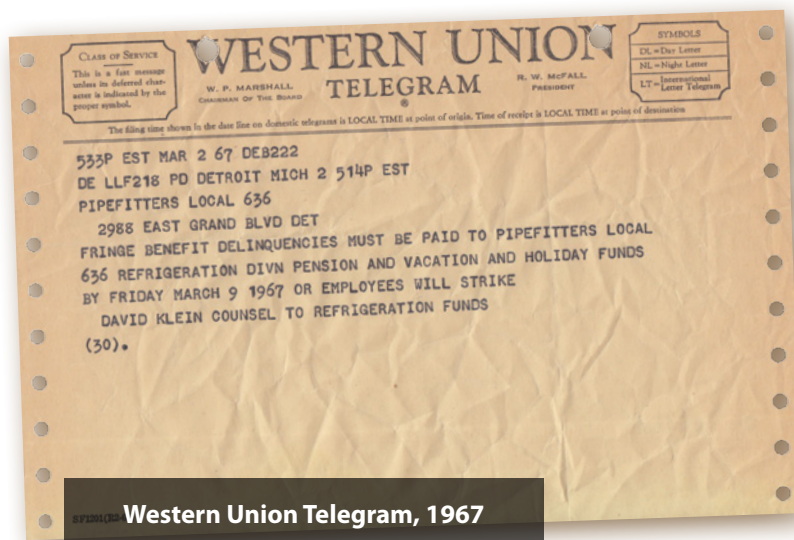 CLASS OF SERVICE
This is a fast message
unless its deferred char-
acter is indicated by the
proper symbol.
WESTERN UNION
TELEGRAM
®
W. P. MARSHALL
CHAIRMAN OF THE BOARD
R. W. McFALL
PRESIDENT
SYMBOLS
DL=Day Letter
NL=Night Letter
LT=International Letter Telegram
The filing time shown in the date line on domestic telegrams is LOCAL TIME at point of origin. Time of receipt is LOCAL TIME at point of destination
533P EST MAR 2 67 DEB222
DE LLF218 PD DETROIT MICH 2 514P EST
PIPEFITTERS LOCAL 636
2988 EAST GRAND BLVD DET
FRINGE BENEFIT DELINQUENCIES MUST BE PAID TO PIPEFITTERS LOCAL
636 REFRIGERATION DIVN PENSION AND VACATION AND HOLIDAY FUNDS
BY FRIDAY MARCH 9 1967 OR EMPLOYEES WILL STRIKE
DAVID KLEIN COUNSEL TO REFRIGERATION FUNDS
(30).
Western Union Telegram, 1967